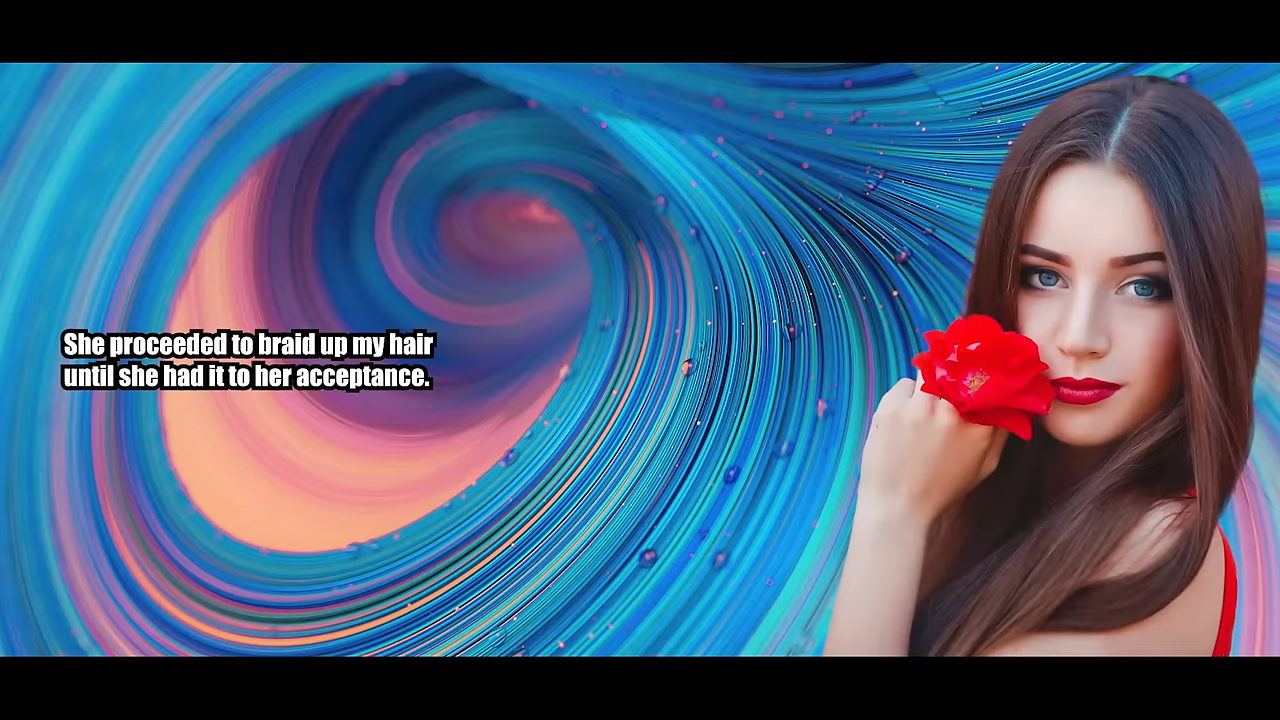 She proceeded to braid up my hair
until she had it to her acceptance.